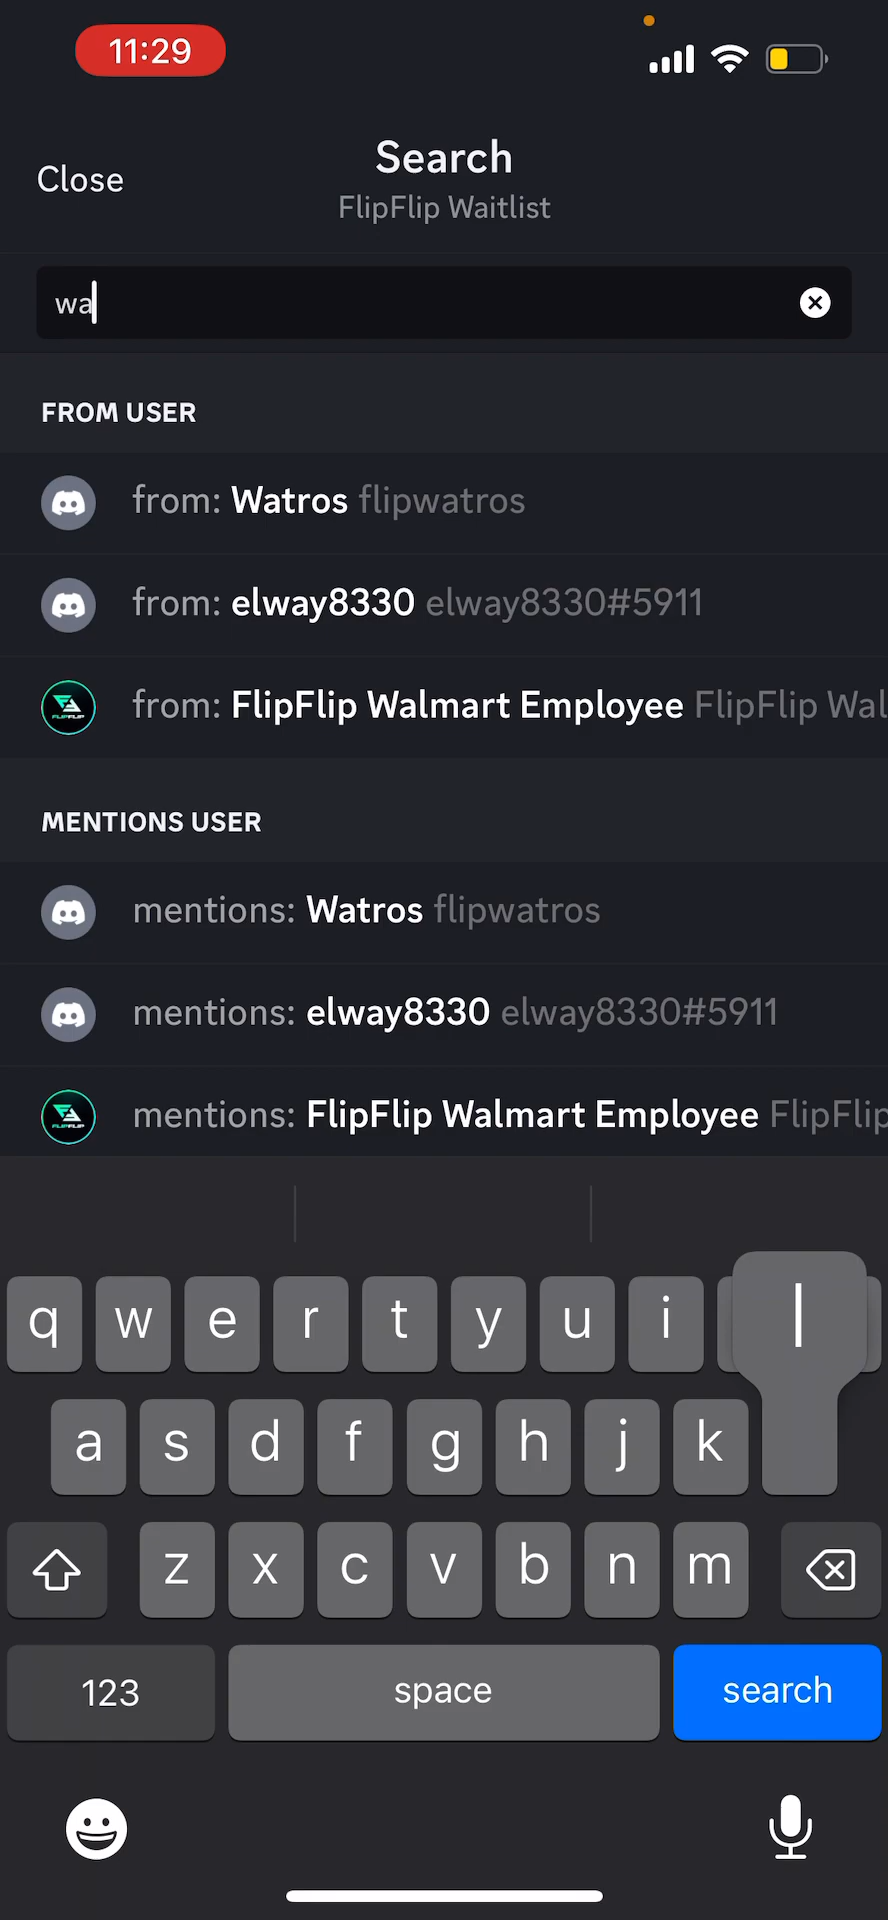 11:29
Close
Search
FlipFlip Waitlist
wa
FROM USER
from: Watros flipwatros
from: elway8330 elway8330#5911
from: FlipFlip Walmart Employee FlipFlip Wal
MENTIONS USER
mentions: Watros flipwatros
mentions: elway8330 elway8330#5911
mentions: FlipFlip Walmart Employee FlipFlip
q w e r t y u i l
a s d f g h j k
z x c v b n m
123 space search